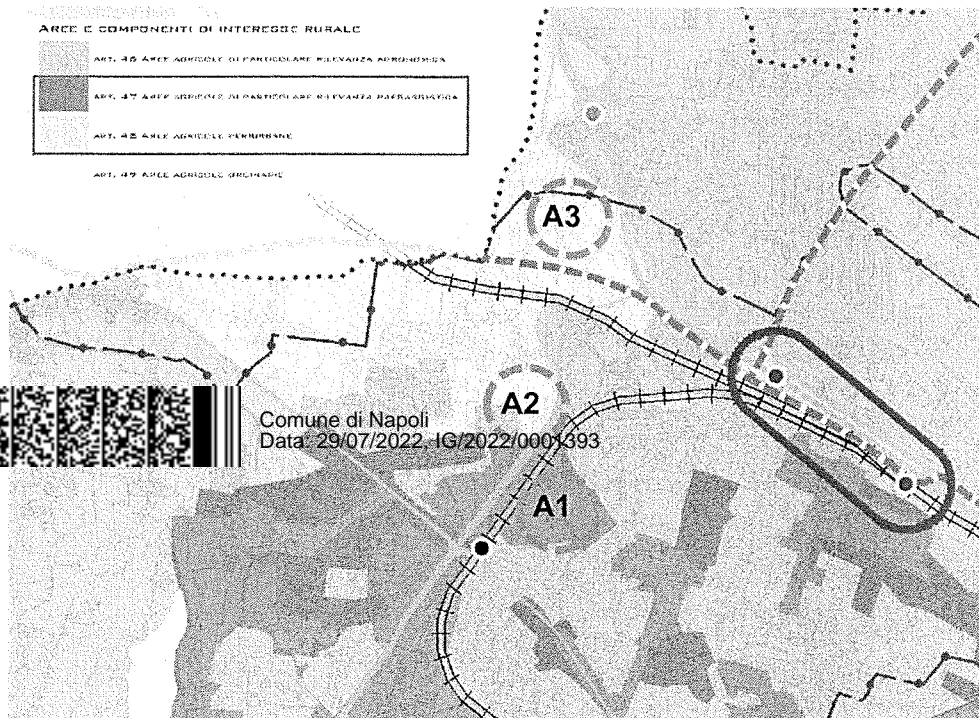 AREE E COMPONENTI DI INTERESSE RURALE
ART. 46 AREE AGRICOLE DI PARTICOLARE RILEVANZA AGRONOMICA
ART. 47 AREE AGRICOLE DI PARTICOLARE RILEVANZA PAESAGGISTICA
ART. 48 AREE AGRICOLE PERIURBANE
ART. 49 AREE AGRICOLE ORDINARIE
A3
A2
Comune di Napoli
Data: 29/07/2022, IG/2022/0001393
A1